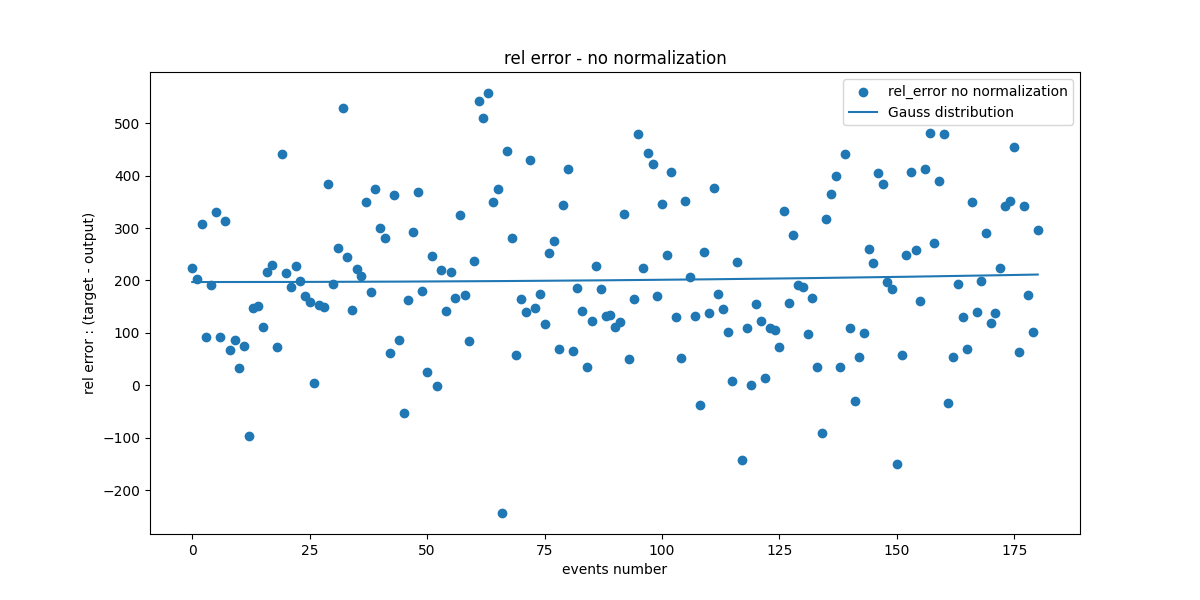 rel error - no normalization
rel_error no normalization
Gauss distribution
500
400
300
200
100
0
−100
−200
rel error : (target - output)
0 25 50 75 100 125 150 175
events number